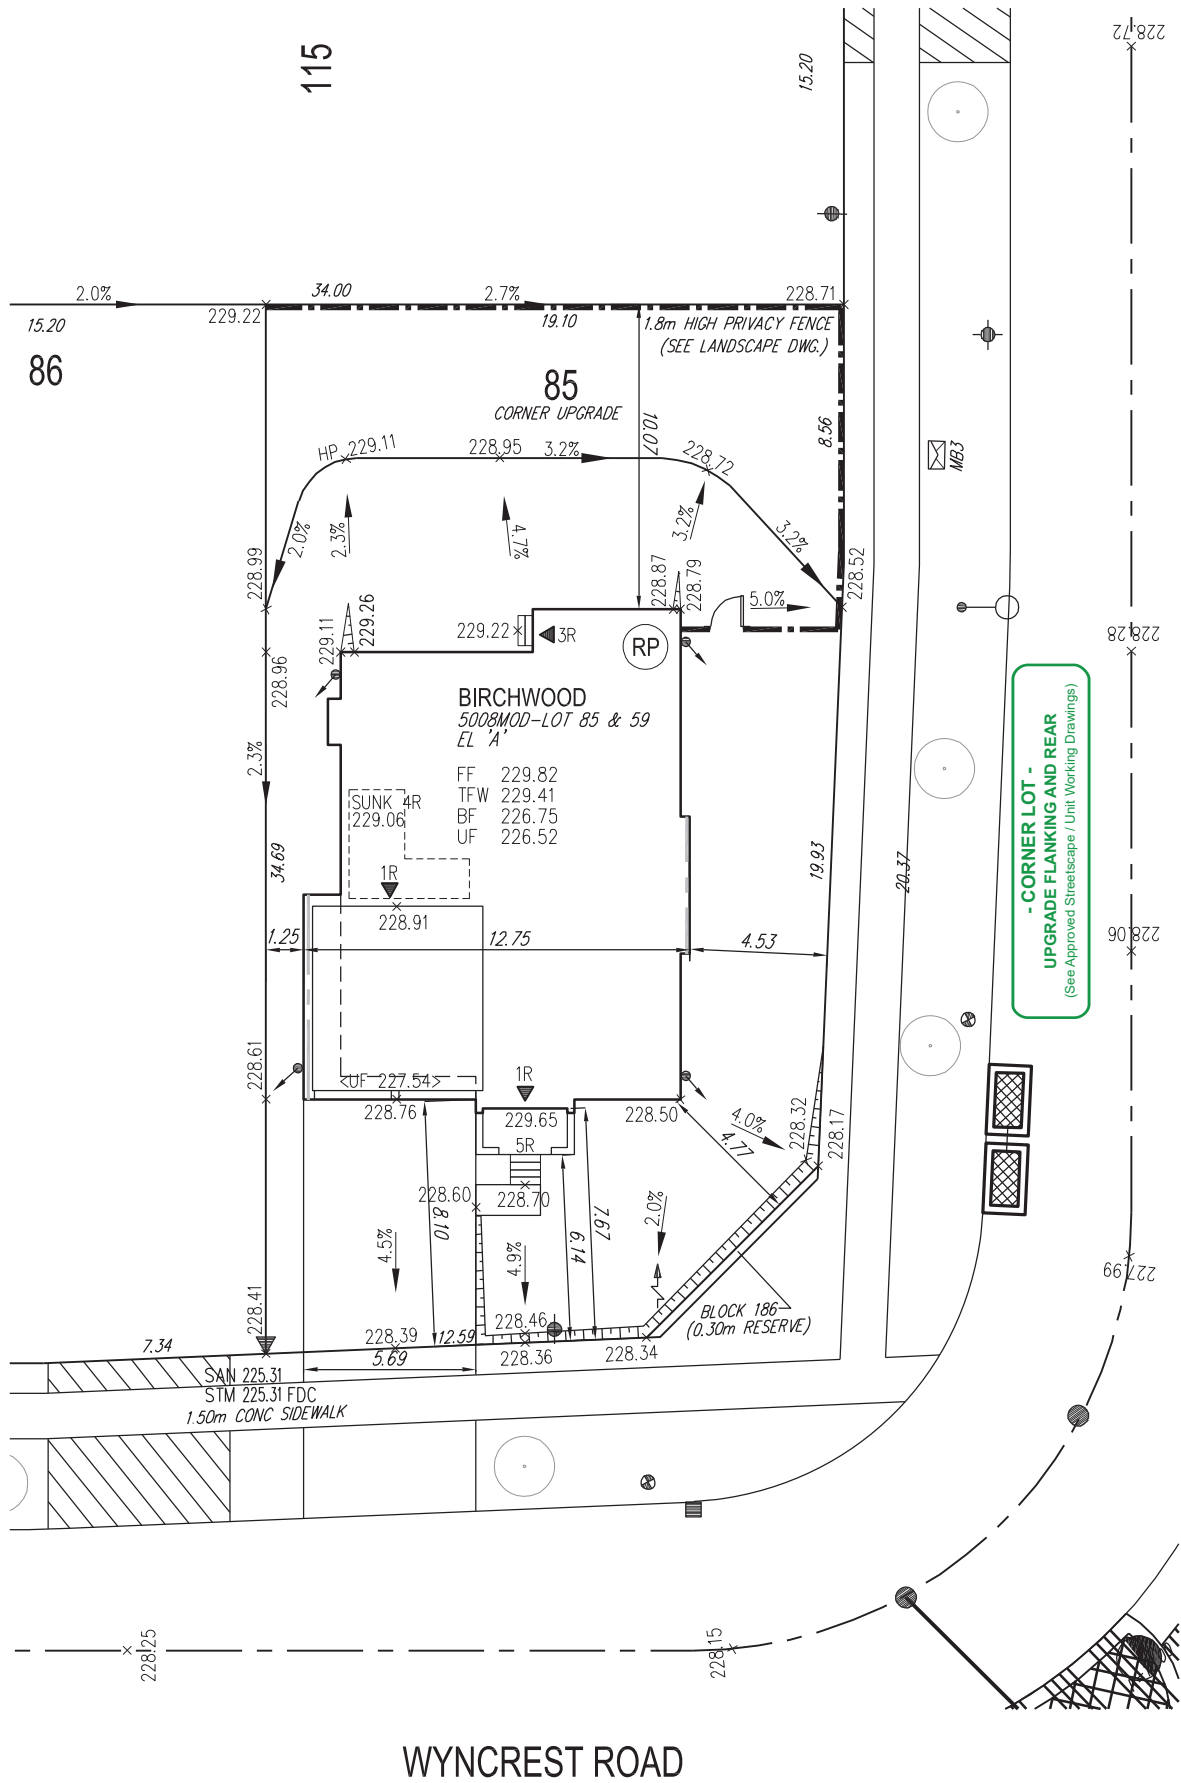 115
15.20
228.72
2.0%
34.00
2.7%
228.71
229.22
15.20
19.10
1.8m HIGH PRIVACY FENCE
(SEE LANDSCAPE DWG.)
86
85
CORNER UPGRADE
10.07
8.56
HP 229.11
228.95
3.2%
228.72
MB3
2.0%
2.3%
4.7%
3.2%
3.2%
228.99
229.11
229.26
228.87
228.79
5.0%
228.52
229.22
3R
RP
228.28
228.96
BIRCHWOOD
5008MOD-LOT 85 & 59
EL 'A'
2.3%
FF 229.82
TFW 229.41
BF 226.75
UF 226.52
SUNK 4R
229.06
- CORNER LOT -
UPGRADE FLANKING AND REAR
(See Approved Streetscape / Unit Working Drawings)
34.69
1R
228.91
19.93
20.37
1.25
12.75
4.53
228.06
228.61
<UF 227.54>
1R
228.76
229.65
228.50
4.0%
228.32
228.17
4.77
5R
228.60
228.70
8.10
7.67
6.14
2.0%
4.5%
4.9%
227.99
228.41
BLOCK 186
(0.30m RESERVE)
228.46
7.34
228.39
12.59
228.36
228.34
5.69
SAN 225.31
STM 225.31 FDC
1.50m CONC SIDEWALK
228.25
228.15
WYNCREST ROAD